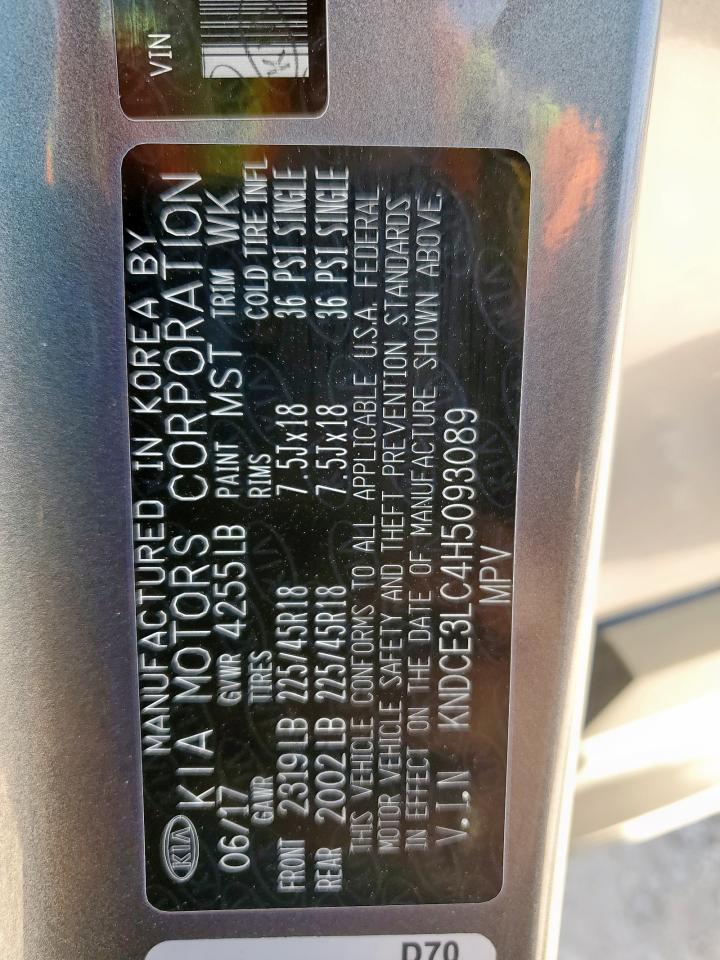 VIN
MANUFACTURED IN KOREA BY
KIA KIA MOTORS CORPORATION
06/17 GVWR 4255LB PAINT MST TRIM WK
GAWR TIRES RIMS COLD TIRE INFL
FRONT 2319LB 225/45R18 7.5Jx18 36 PSI SINGLE
REAR 2002LB 225/45R18 7.5Jx18 36 PSI SINGLE
THIS VEHICLE CONFORMS TO ALL APPLICABLE U.S.A. FEDERAL
MOTOR VEHICLE SAFETY AND THEFT PREVENTION STANDARDS
IN EFFECT ON THE DATE OF MANUFACTURE SHOWN ABOVE.
V.I.N KNDCE3LC4H5093089
MPV
D70